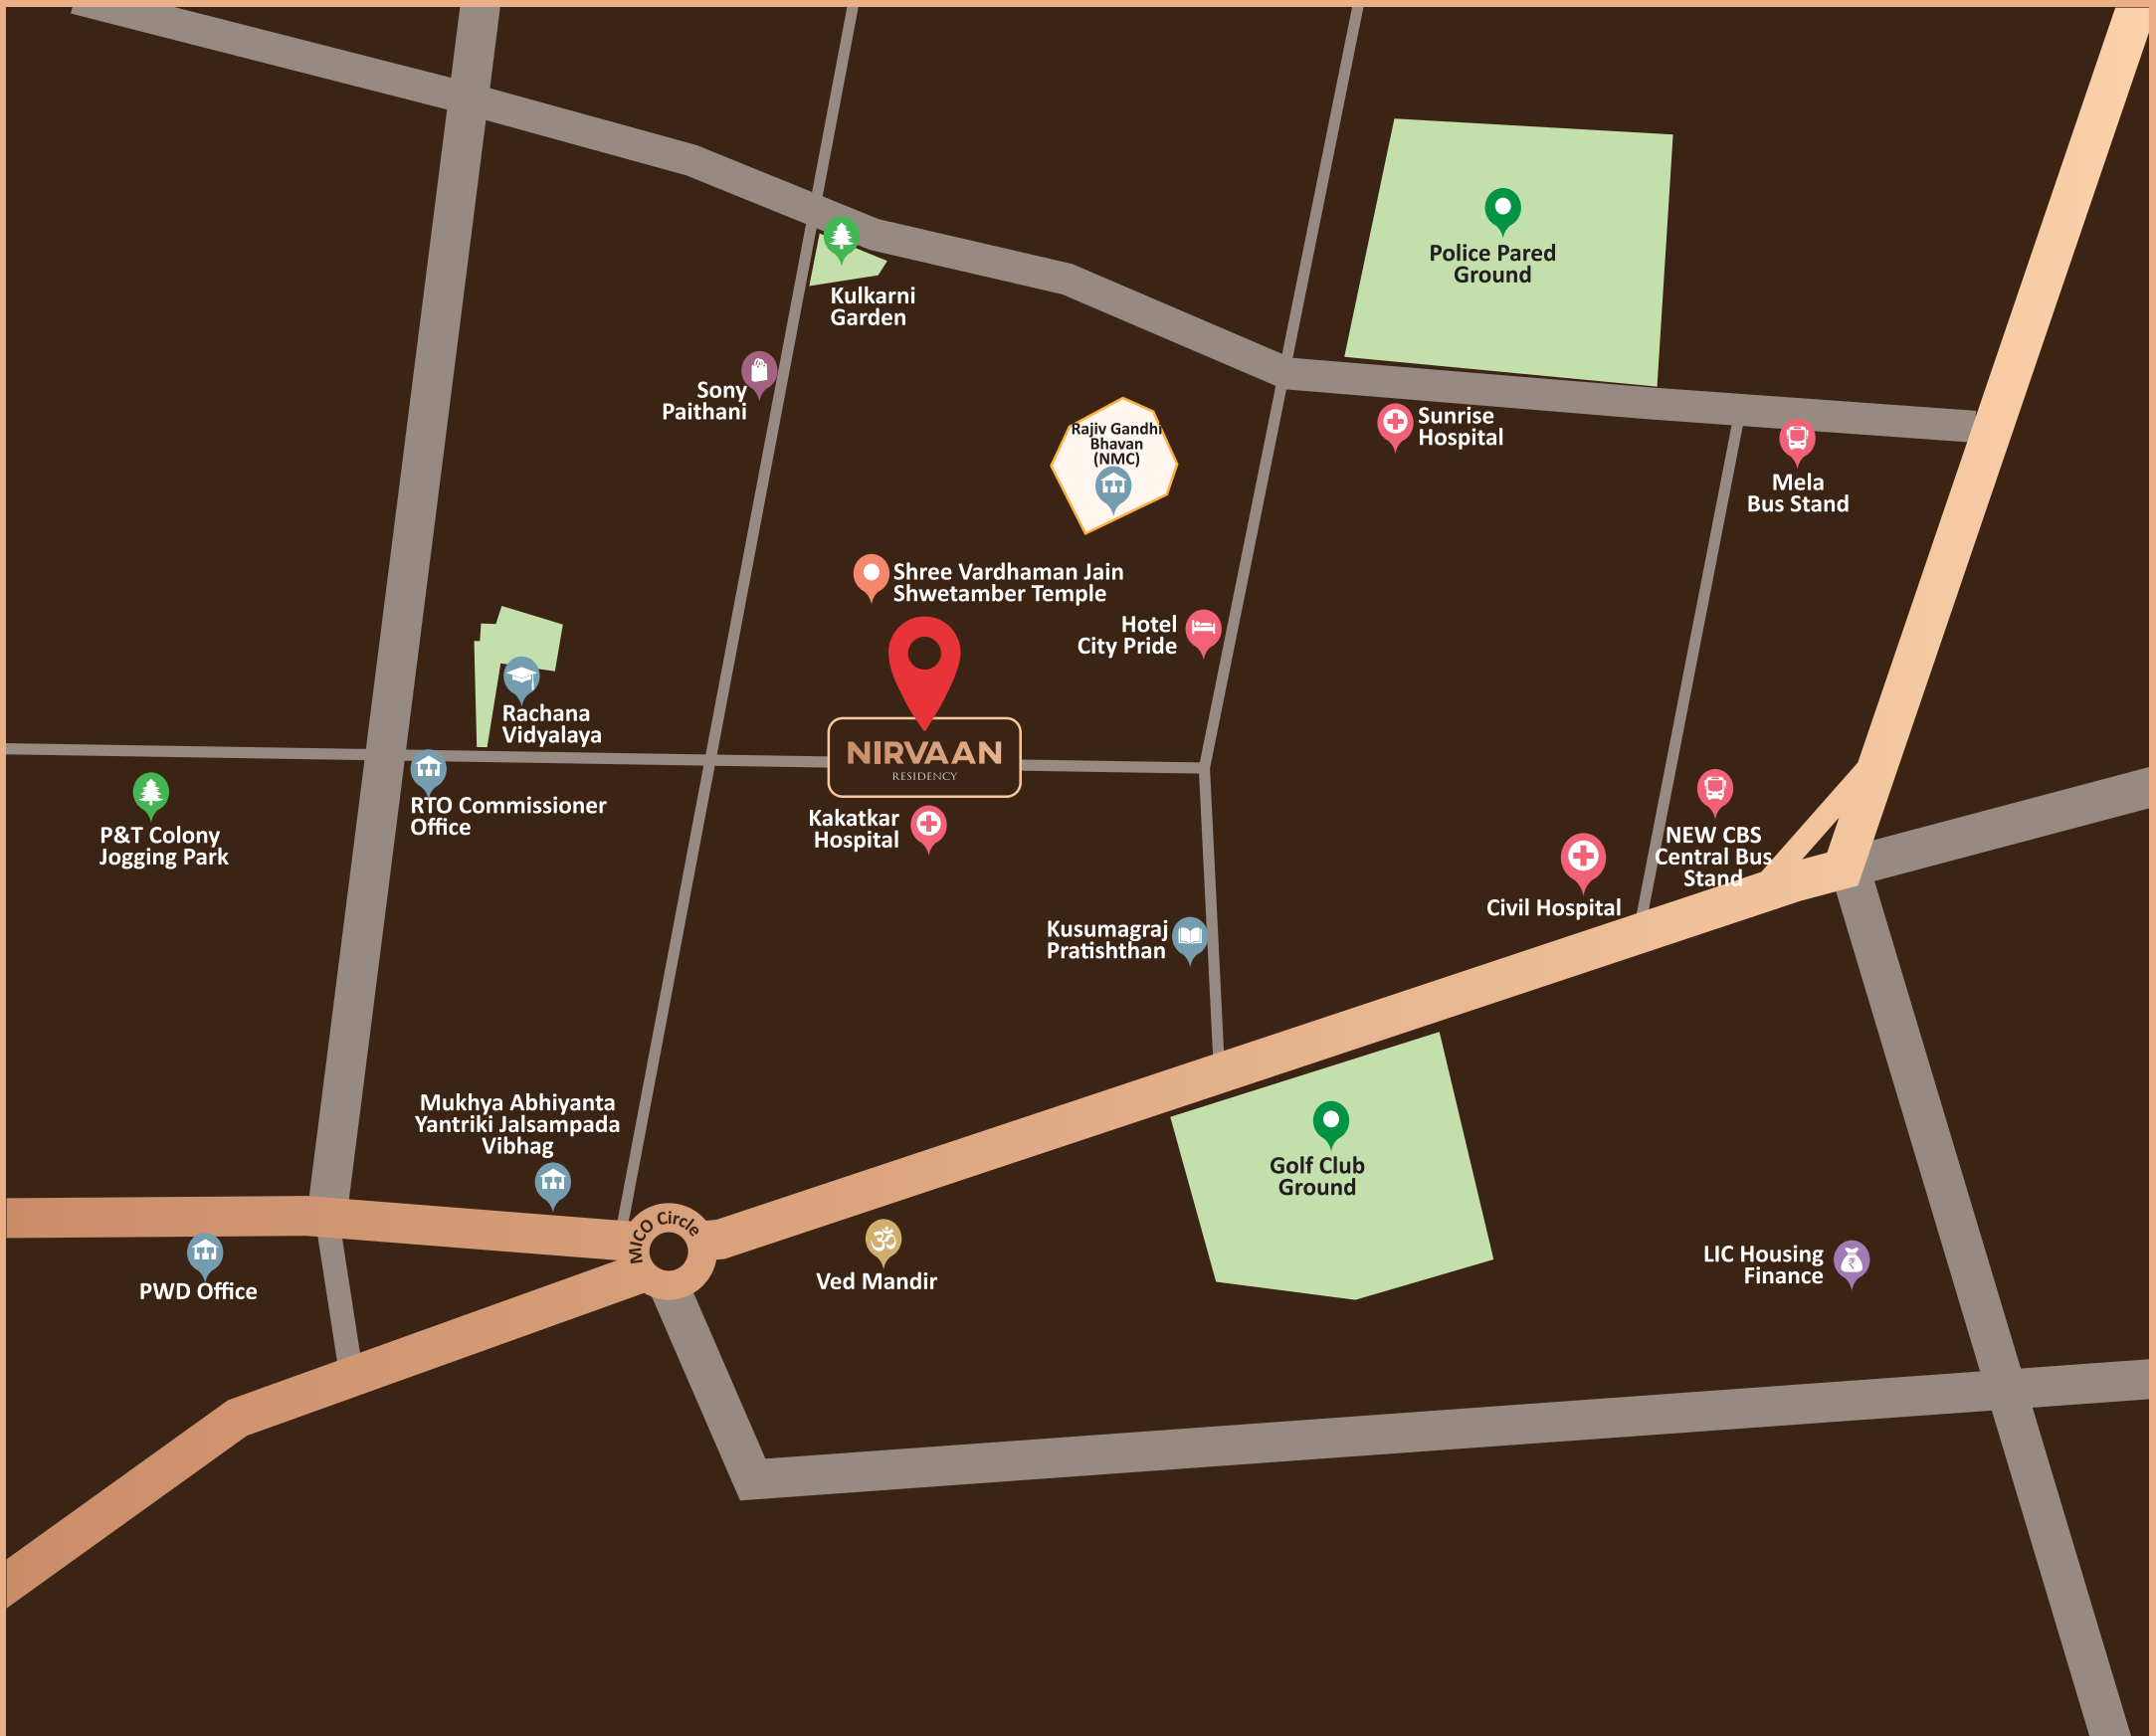 Police Pared
Ground
Kulkarni
Garden
Sony
Paithani
Rajiv Gandhi
Bhavan
(NMC)
Sunrise
Hospital
Mela
Bus Stand
Shree Vardhaman Jain
Shwetamber Temple
Hotel
City Pride
Rachana
Vidyalaya
NIRVAAN
RESIDENCY
RTO Commissioner
Office
P&T Colony
Jogging Park
Kakatkar
Hospital
NEW CBS
Central Bus
Stand
Civil Hospital
Kusumagraj
Pratishthan
Mukhya Abhiyanta
Yantriki Jalsampada
Vibhag
Golf Club
Ground
MICO Circle
PWD Office
Ved Mandir
LIC Housing
Finance
₹